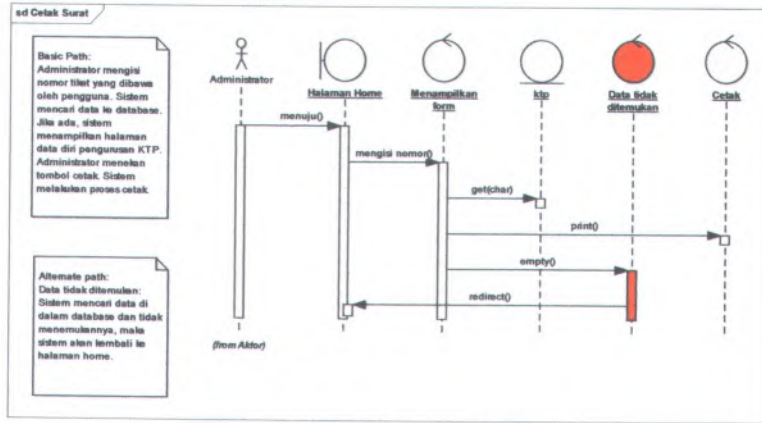 sd Cetak Surat
Basic Path:
Administrator mengisi
nomor tiket yang dibawa
oleh pengguna. Sistem
mencari data ke database.
Jika ada, sistem
menampilkan halaman
data diri pengurusan KTP.
Administrator menekan
tombol cetak. Sistem
melakukan proses cetak.
Alternate path:
Data tidak ditemukan:
Sistem mencari data di
dalam database dan tidak
menemukannya, maka
sistem akan kembali ke
halaman home.
Administrator
Halaman Home
Menampilkan
form
ktp
Data tidak
ditemukan
Cetak
menuju()
mengisi nomor()
get(char)
print()
empty()
redirect()
(from Aktor)